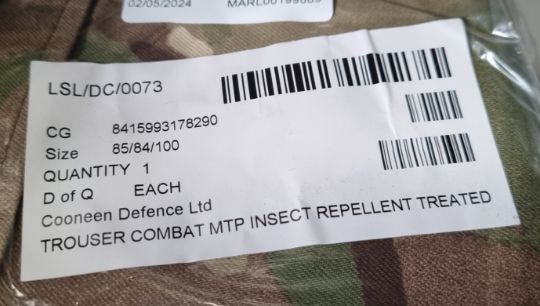 02/05/2024 MARL00199889
LSL/DC/0073
CG 8415993178290
Size 85/84/100
QUANTITY 1
D of Q EACH
Cooneen Defence Ltd
TROUSER COMBAT MTP INSECT REPELLENT TREATED